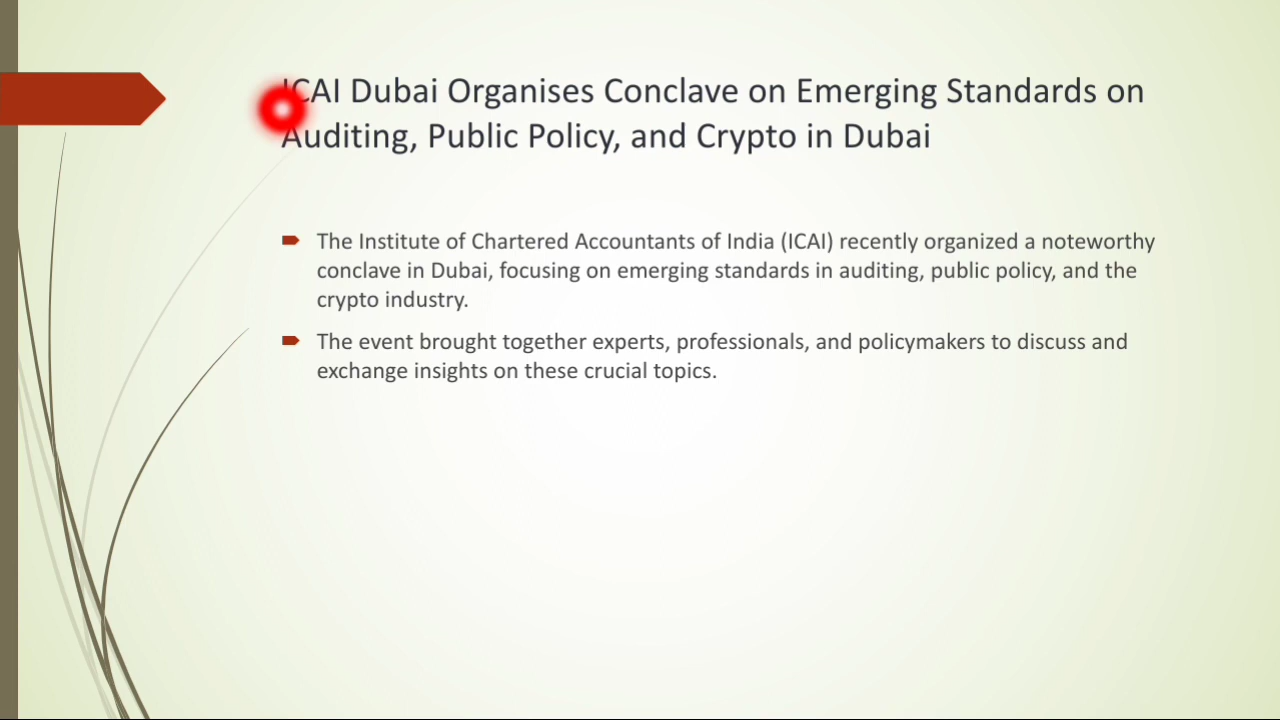 ICAI Dubai Organises Conclave on Emerging Standards on
Auditing, Public Policy, and Crypto in Dubai
The Institute of Chartered Accountants of India (ICAI) recently organized a noteworthy
conclave in Dubai, focusing on emerging standards in auditing, public policy, and the
crypto industry.
The event brought together experts, professionals, and policymakers to discuss and
exchange insights on these crucial topics.